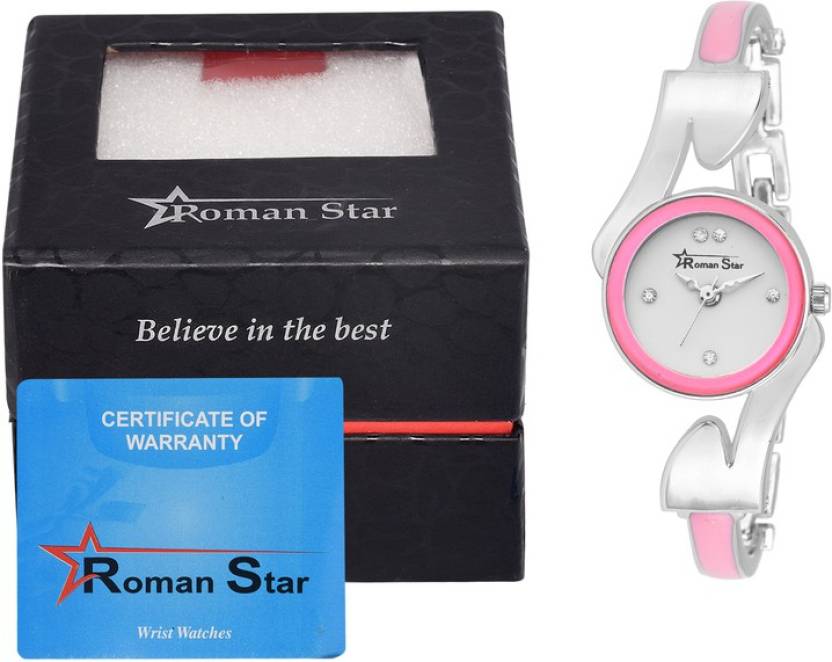 Roman Star
Believe in the best
CERTIFICATE OF
WARRANTY
Roman Star
Wrist Watches
Roman Star